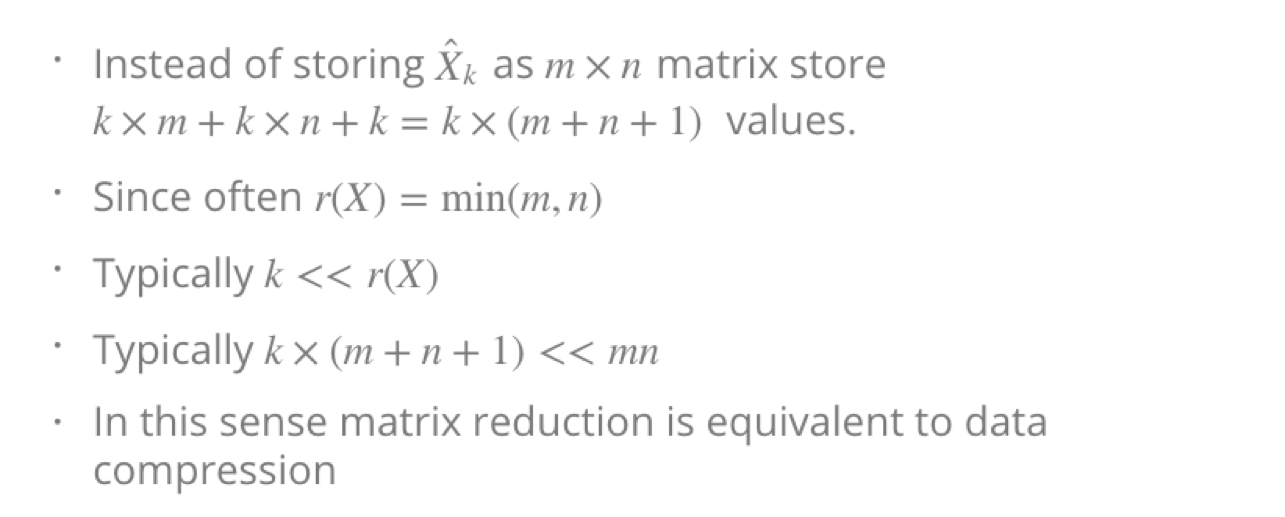 · Instead of storing X̂ₖ as m × n matrix store
k × m + k × n + k = k × (m + n + 1) values.
· Since often r(X) = min(m, n)
· Typically k << r(X)
· Typically k × (m + n + 1) << mn
· In this sense matrix reduction is equivalent to data
compression